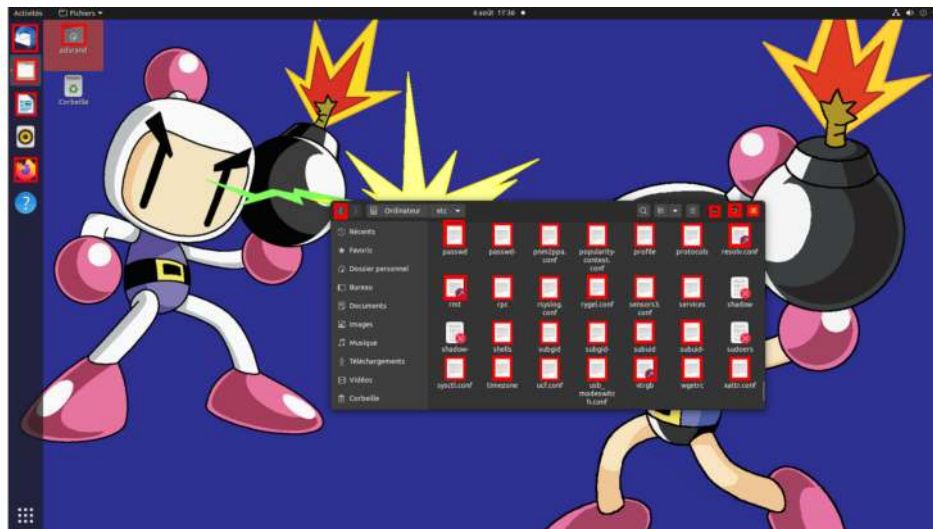 Activités
Fichiers
6 août 17:36
advrand
Corbeille
Ordinateur
etc
Récents
Favoris
Dossier personnel
Bureau
Documents
Images
Musique
Téléchargements
Vidéos
Corbeille
passwd
passwd-
pnm2ppa.
conf
popularity-
contest.
conf
profile
protocols
resolv.conf
rmt
rpc
rsyslog.
conf
rygel.conf
sensors3.
conf
services
shadow
shadow-
shells
subgid
subgid-
subuid
subuid-
sudoers
sysctl.conf
timezone
ucf.conf
usb_
modeswitc
h.conf
vtrgb
wgetrc
xattr.conf